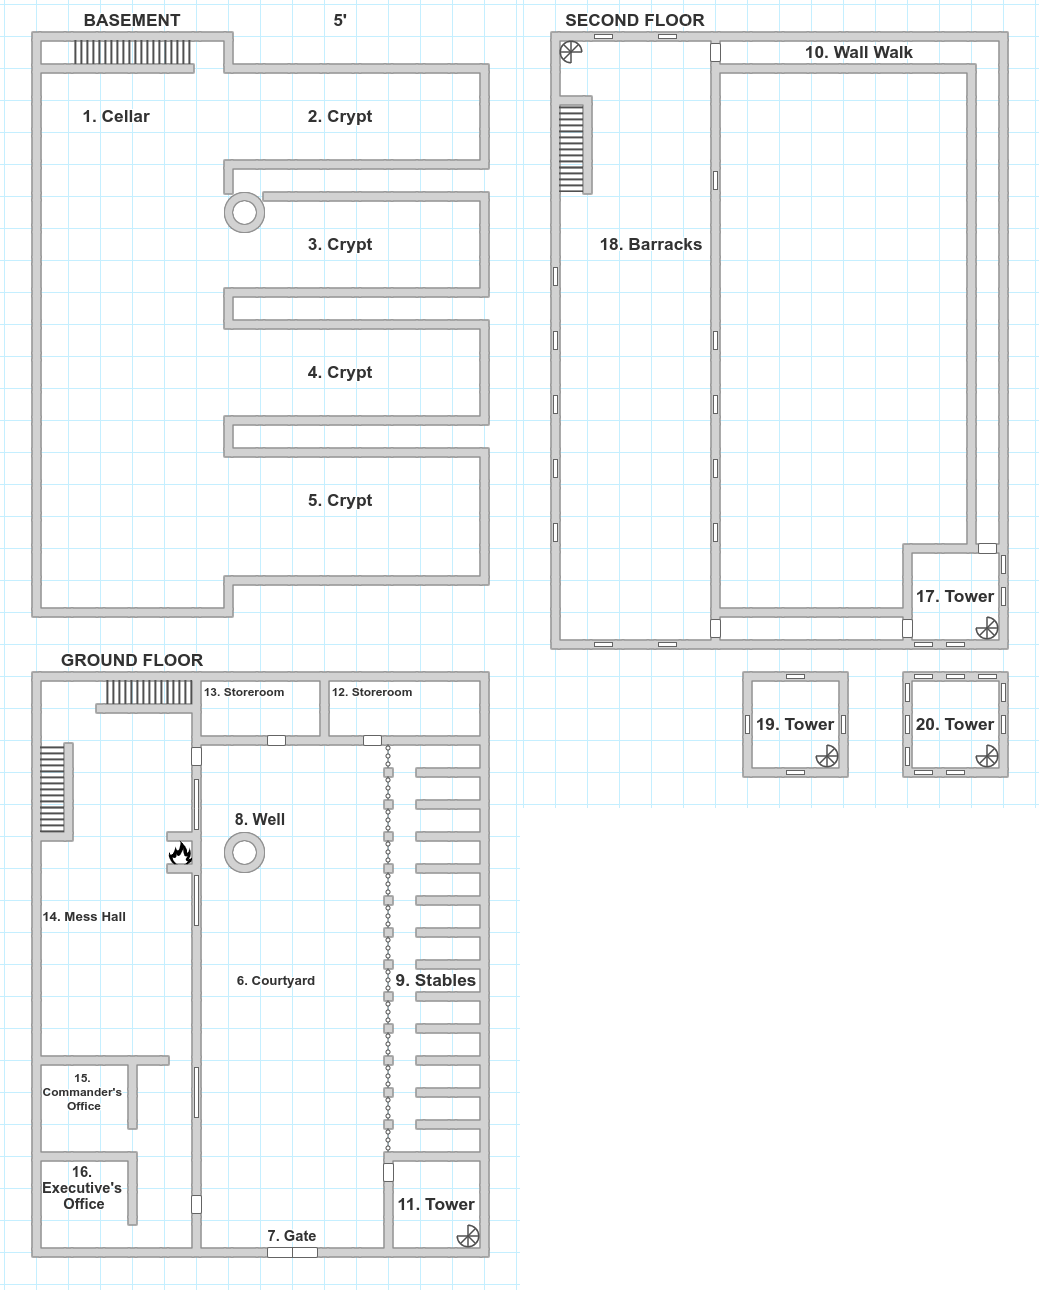 BASEMENT
5'
1. Cellar
2. Crypt
3. Crypt
4. Crypt
5. Crypt
SECOND FLOOR
10. Wall Walk
18. Barracks
17. Tower
19. Tower
20. Tower
GROUND FLOOR
13. Storeroom
12. Storeroom
8. Well
14. Mess Hall
6. Courtyard
9. Stables
15.
Commander's
Office
16.
Executive's
Office
11. Tower
7. Gate